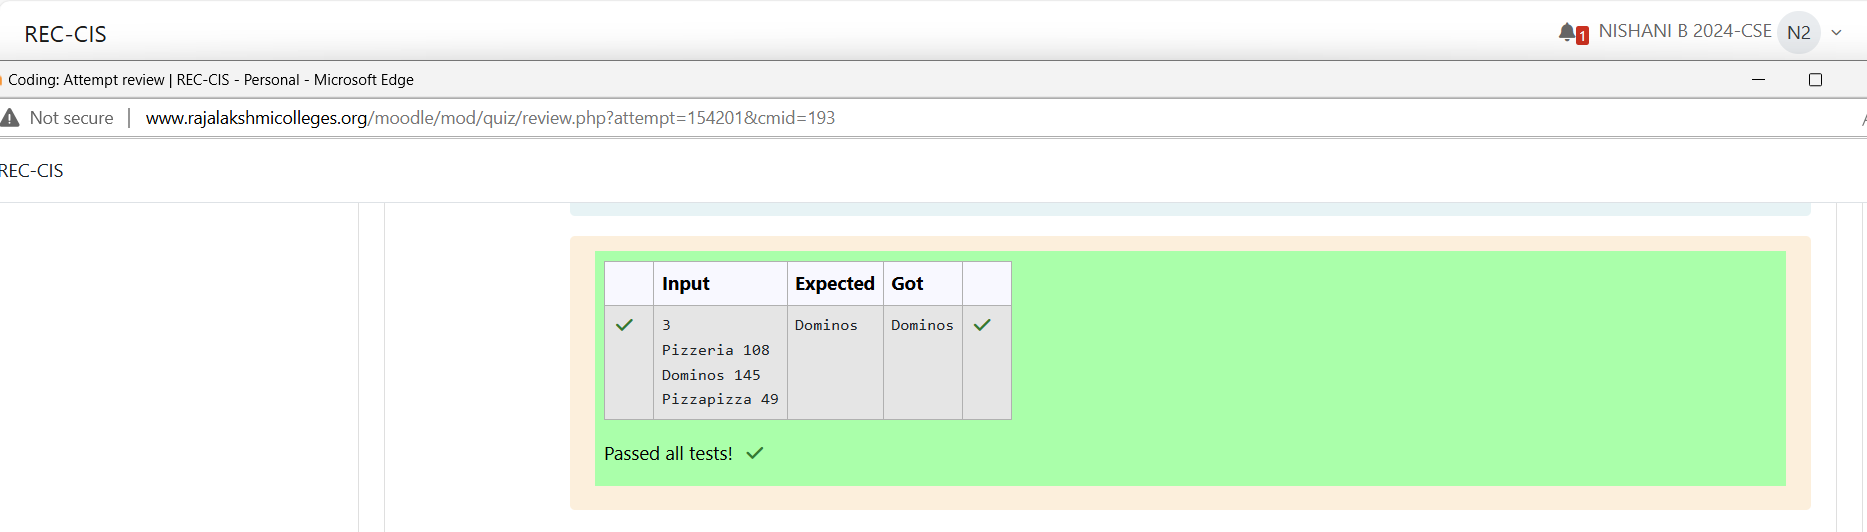 REC-CIS
1 NISHANI B 2024-CSE N2
Coding: Attempt review | REC-CIS - Personal - Microsoft Edge
Not secure www.rajalakshmicolleges.org/moodle/mod/quiz/review.php?attempt=154201&cmid=193
REC-CIS
Input Expected Got
3 Dominos Dominos
Pizzeria 108
Dominos 145
Pizzapizza 49
Passed all tests!